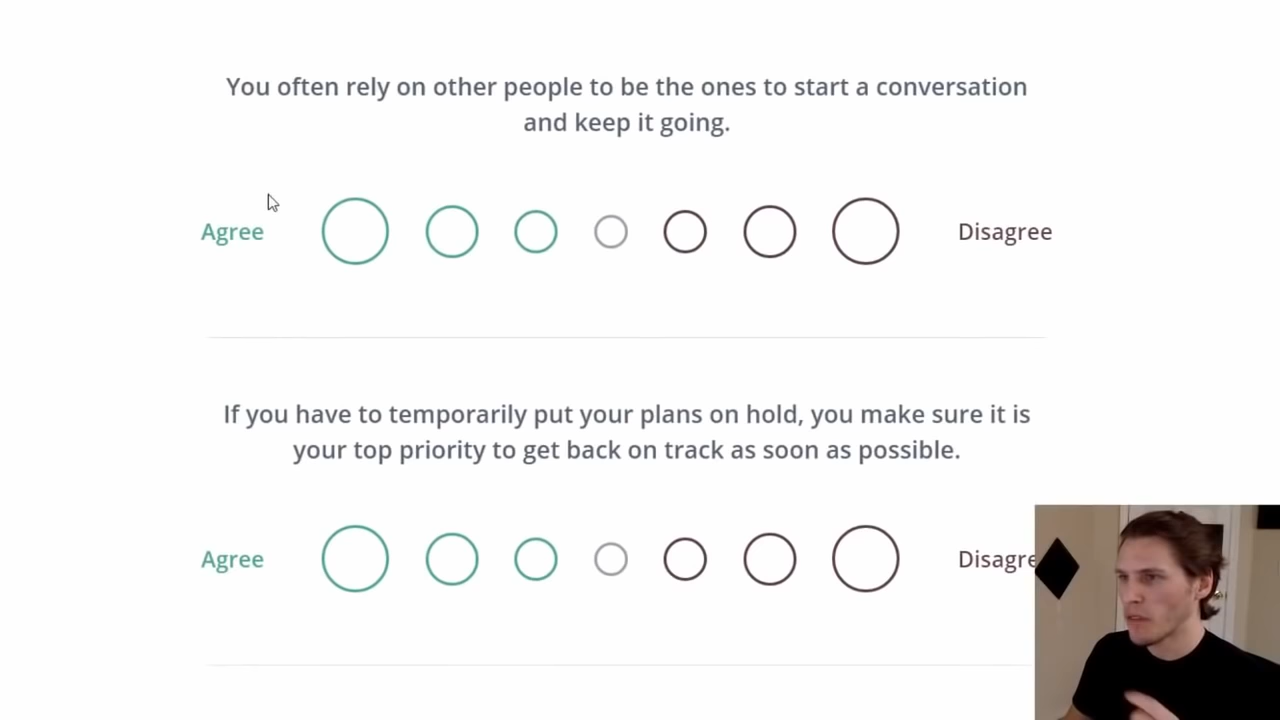 You often rely on other people to be the ones to start a conversation
and keep it going.
Agree Disagree
If you have to temporarily put your plans on hold, you make sure it is
your top priority to get back on track as soon as possible.
Agree Disagre